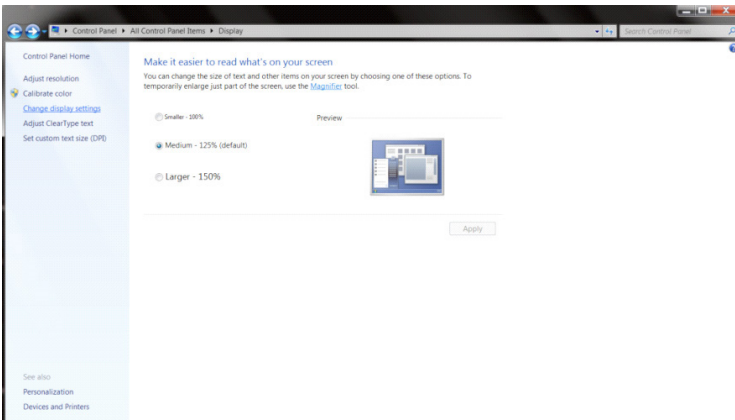 Control Panel ▸ All Control Panel Items ▸ Display
Search Control Panel
Control Panel Home
Adjust resolution
Calibrate color
Change display settings
Adjust ClearType text
Set custom text size (DPI)
See also
Personalization
Devices and Printers
Make it easier to read what's on your screen
You can change the size of text and other items on your screen by choosing one of these options. To
temporarily enlarge just part of the screen, use the Magnifier tool.
Smaller - 100%
Preview
Medium - 125% (default)
Larger - 150%
Apply